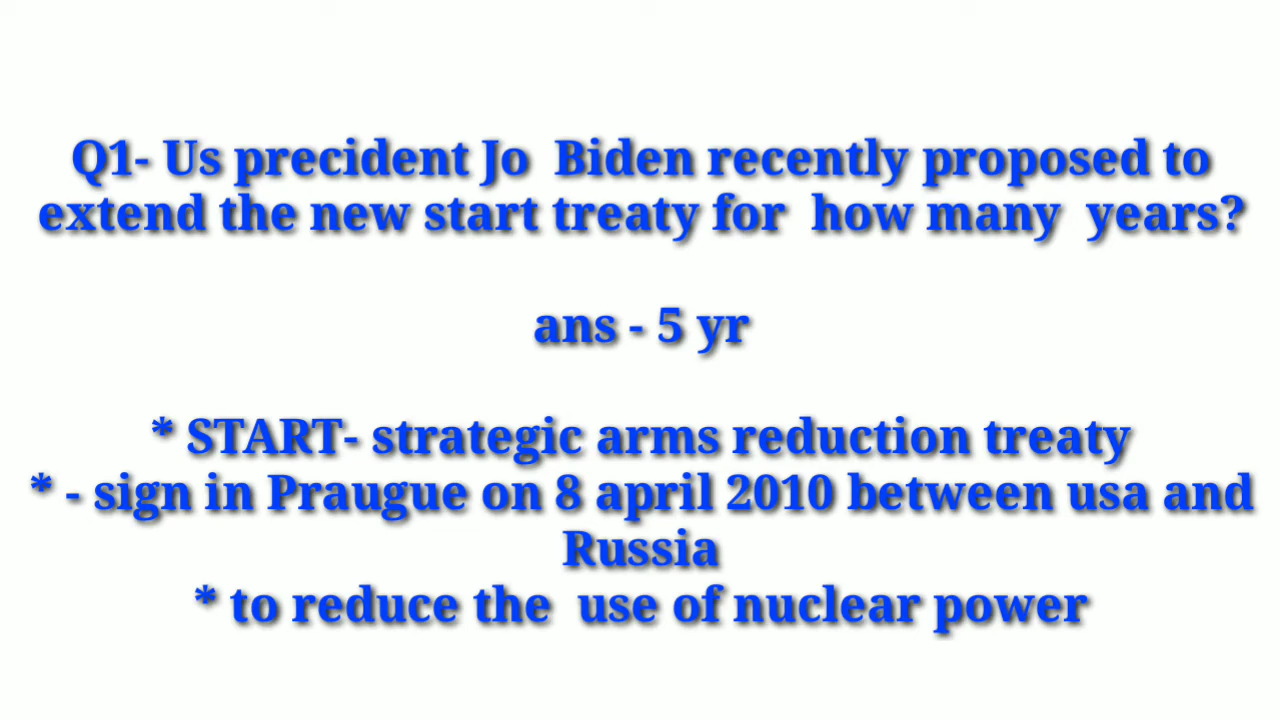 Q1- Us precident Jo Biden recently proposed to
extend the new start treaty for how many years?
ans - 5 yr
* START- strategic arms reduction treaty
* - sign in Praugue on 8 april 2010 between usa and
Russia
* to reduce the use of nuclear power